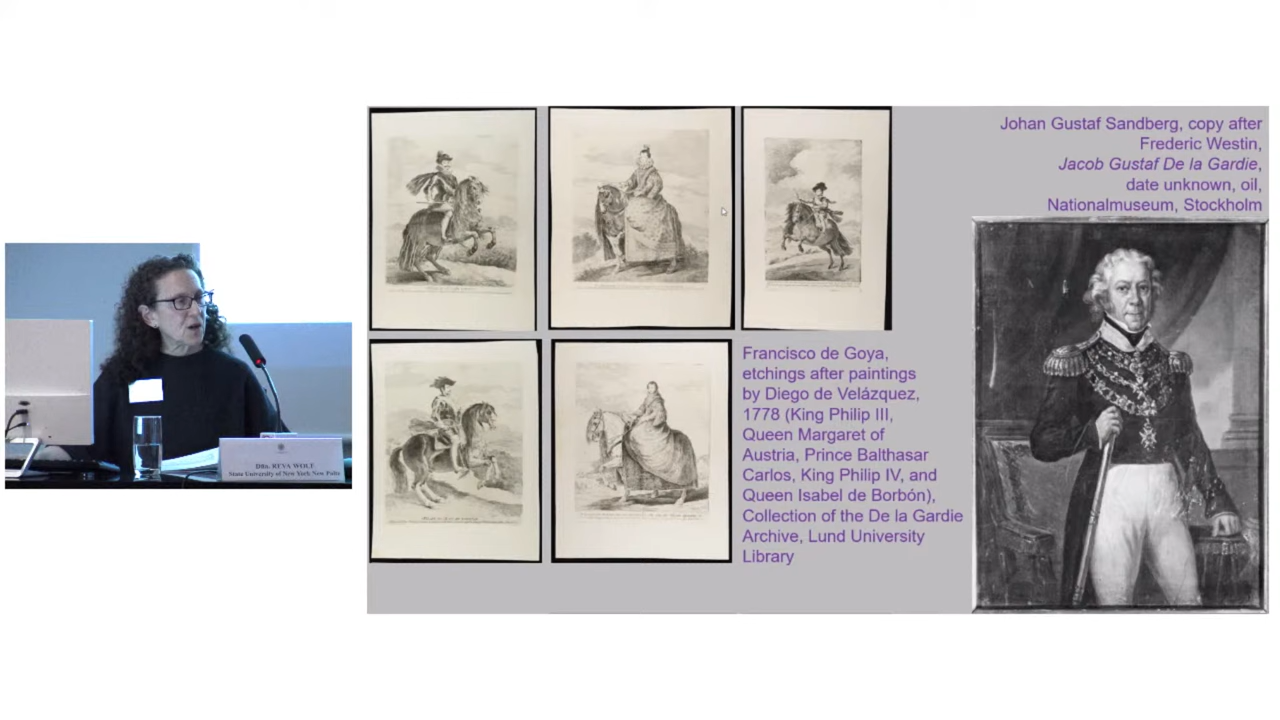 Johan Gustaf Sandberg, copy after
Frederic Westin,
Jacob Gustaf De la Gardie,
date unknown, oil,
Nationalmuseum, Stockholm
Francisco de Goya,
etchings after paintings
by Diego de Velázquez,
1778 (King Philip III,
Queen Margaret of
Austria, Prince Balthasar
Carlos, King Philip IV, and
Queen Isabel de Borbón),
Collection of the De la Gardie
Archive, Lund University
Library
DRA. REVA WOLF
State University of New York New Paltz